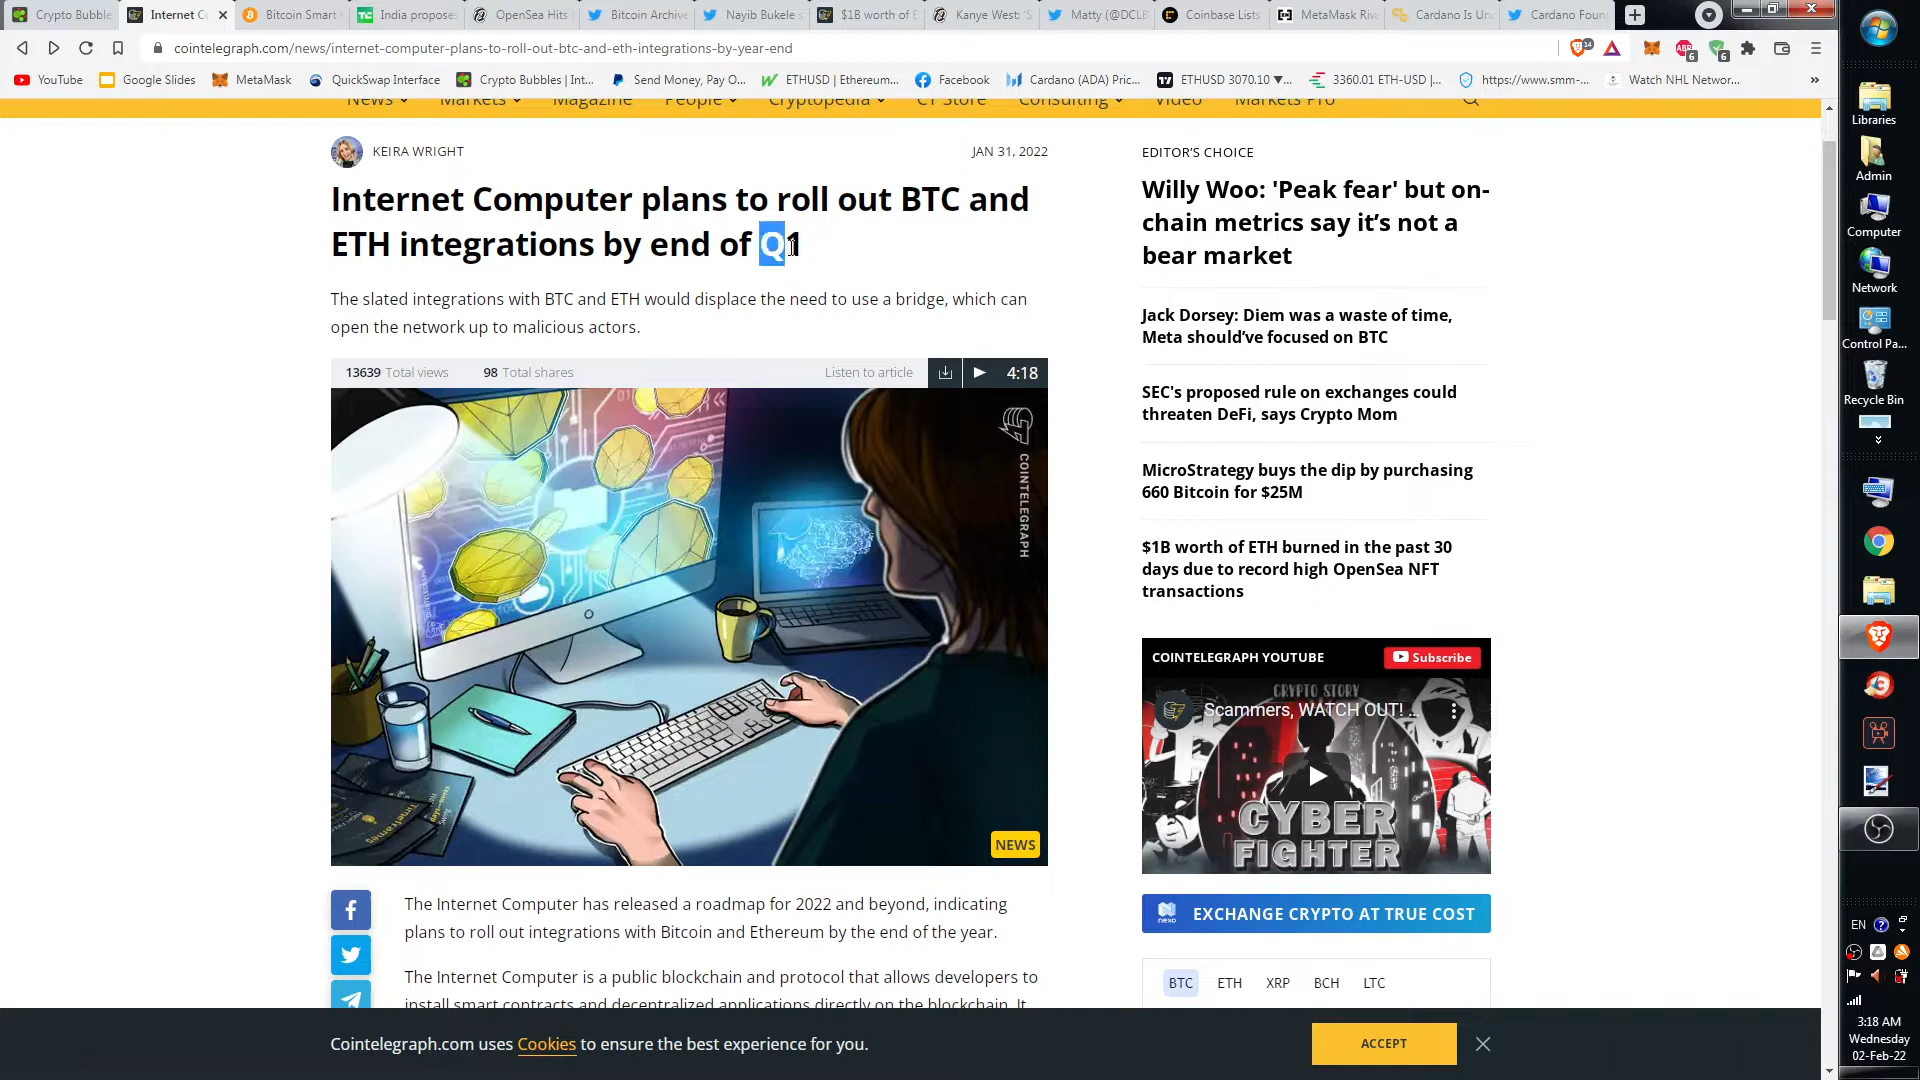 Crypto Bubble
Internet C
Bitcoin Smart
India propose
OpenSea Hits
Bitcoin Archive
Nayib Bukele s
$1B worth of E
Kanye West: 'S
Matty (@DCLB
Coinbase Lists
MetaMask Riv
Cardano Is Un
Cardano Foun
cointelegraph.com/news/internet-computer-plans-to-roll-out-btc-and-eth-integrations-by-year-end
14
6
6
YouTube
Google Slides
MetaMask
QuickSwap Interface
Crypto Bubbles | Int...
Send Money, Pay O...
ETHUSD | Ethereum...
Facebook
Cardano (ADA) Pric...
ETHUSD 3070.10 ▼...
3360.01 ETH-USD |...
https://www.smm-...
Watch NHL Networ...
»
News
Markets
Magazine
People
Cryptopedia
CT Store
Consulting
Video
Markets Pro
KEIRA WRIGHT
JAN 31, 2022
Internet Computer plans to roll out BTC and
ETH integrations by end of Q1
The slated integrations with BTC and ETH would displace the need to use a bridge, which can
open the network up to malicious actors.
13639 Total views
98 Total shares
Listen to article
4:18
COINTELEGRAPH
NEWS
The Internet Computer has released a roadmap for 2022 and beyond, indicating
plans to roll out integrations with Bitcoin and Ethereum by the end of the year.
The Internet Computer is a public blockchain and protocol that allows developers to
install smart contracts and decentralized applications directly on the blockchain. It
EDITOR'S CHOICE
Willy Woo: 'Peak fear' but on-
chain metrics say it's not a
bear market
Jack Dorsey: Diem was a waste of time,
Meta should've focused on BTC
SEC's proposed rule on exchanges could
threaten DeFi, says Crypto Mom
MicroStrategy buys the dip by purchasing
660 Bitcoin for $25M
$1B worth of ETH burned in the past 30
days due to record high OpenSea NFT
transactions
COINTELEGRAPH YOUTUBE
Subscribe
CRYPTO STORY
Scammers, WATCH OUT! ...
CYBER
FIGHTER
nexo
EXCHANGE CRYPTO AT TRUE COST
BTC
ETH
XRP
BCH
LTC
Cointelegraph.com uses Cookies to ensure the best experience for you.
ACCEPT
Libraries
Admin
Computer
Network
Control Pa...
Recycle Bin
EN
3:18 AM
Wednesday
02-Feb-22